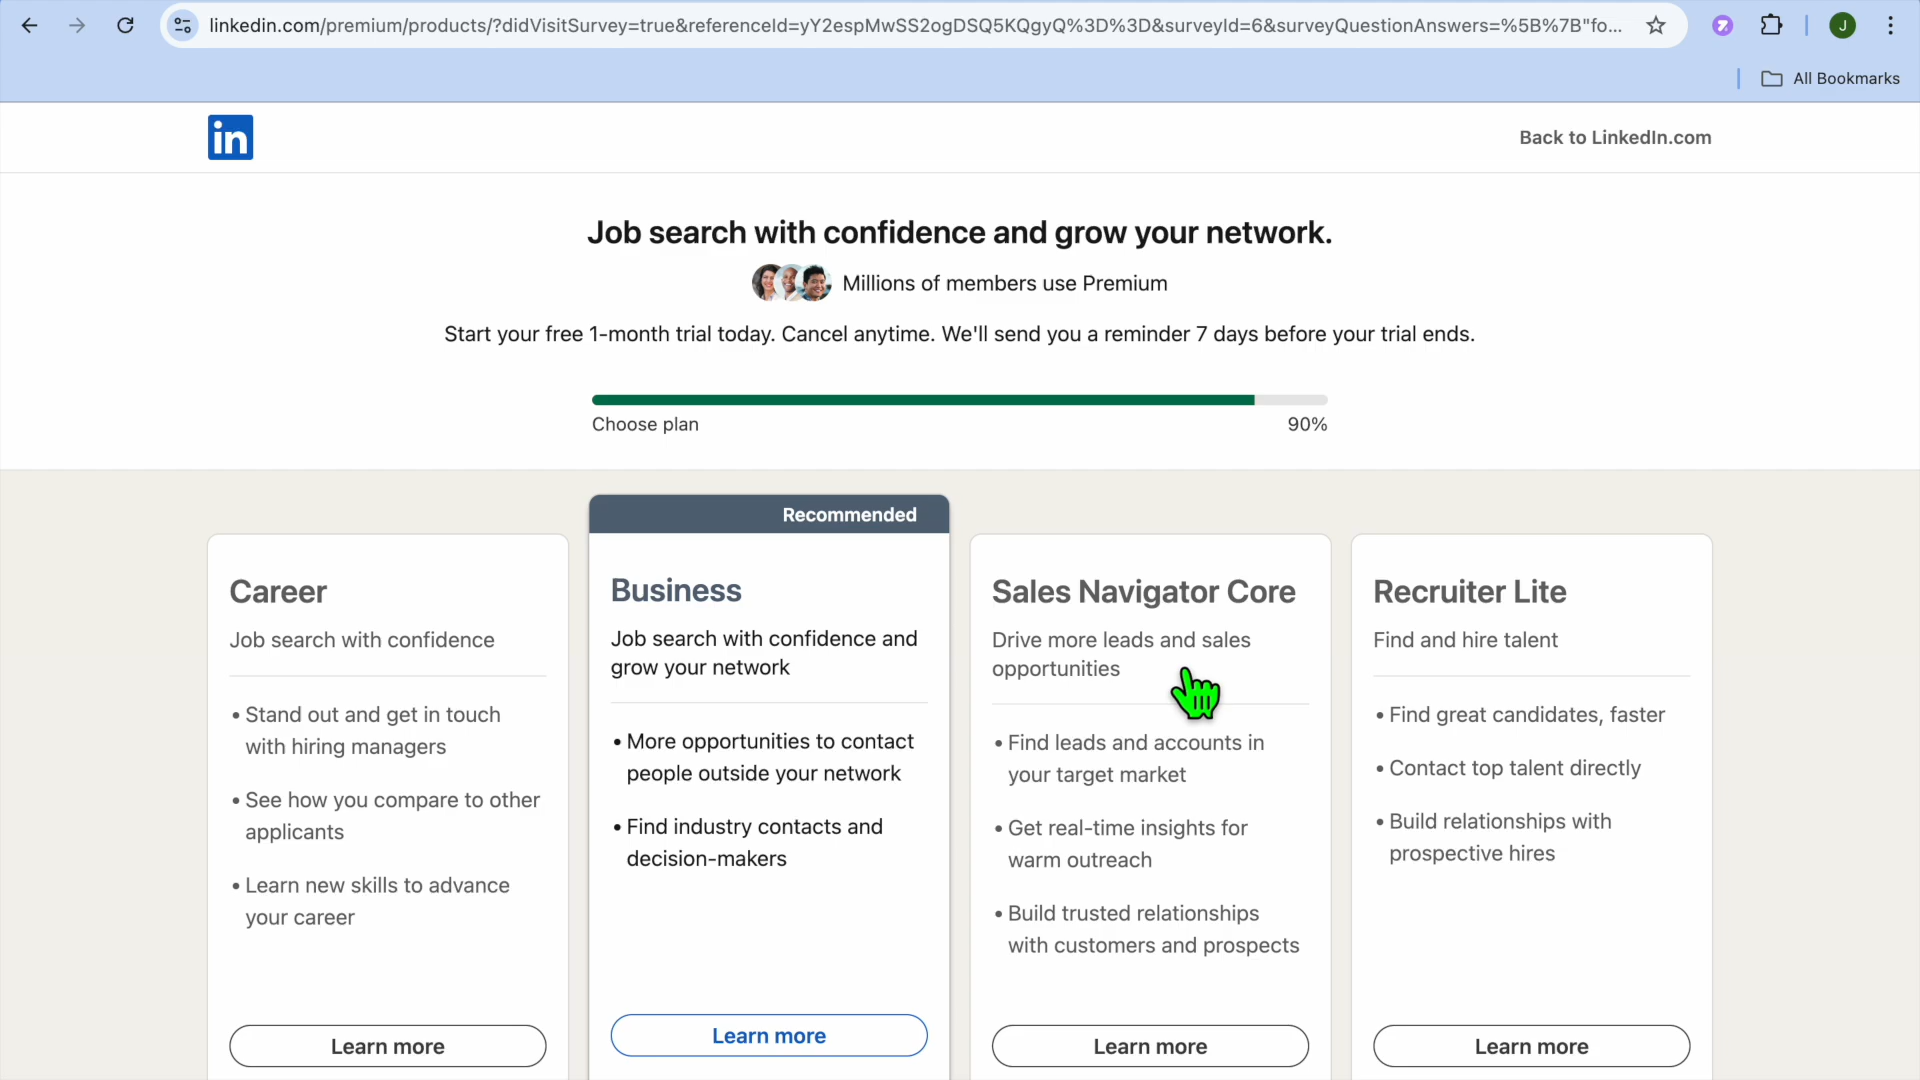 linkedin.com/premium/products/?didVisitSurvey=true&referenceId=yY2espMwSS2ogDSQ5KQgyQ%3D%3D&surveyId=6&surveyQuestionAnswers=%5B%7B"fo...
J
All Bookmarks
in
Back to LinkedIn.com
Job search with confidence and grow your network.
Millions of members use Premium
Start your free 1-month trial today. Cancel anytime. We'll send you a reminder 7 days before your trial ends.
Choose plan
90%
Career
Job search with confidence
• Stand out and get in touch
with hiring managers
• See how you compare to other
applicants
• Learn new skills to advance
your career
Learn more
Recommended
Business
Job search with confidence and
grow your network
• More opportunities to contact
people outside your network
• Find industry contacts and
decision-makers
Learn more
Sales Navigator Core
Drive more leads and sales
opportunities
• Find leads and accounts in
your target market
• Get real-time insights for
warm outreach
• Build trusted relationships
with customers and prospects
Learn more
Recruiter Lite
Find and hire talent
• Find great candidates, faster
• Contact top talent directly
• Build relationships with
prospective hires
Learn more